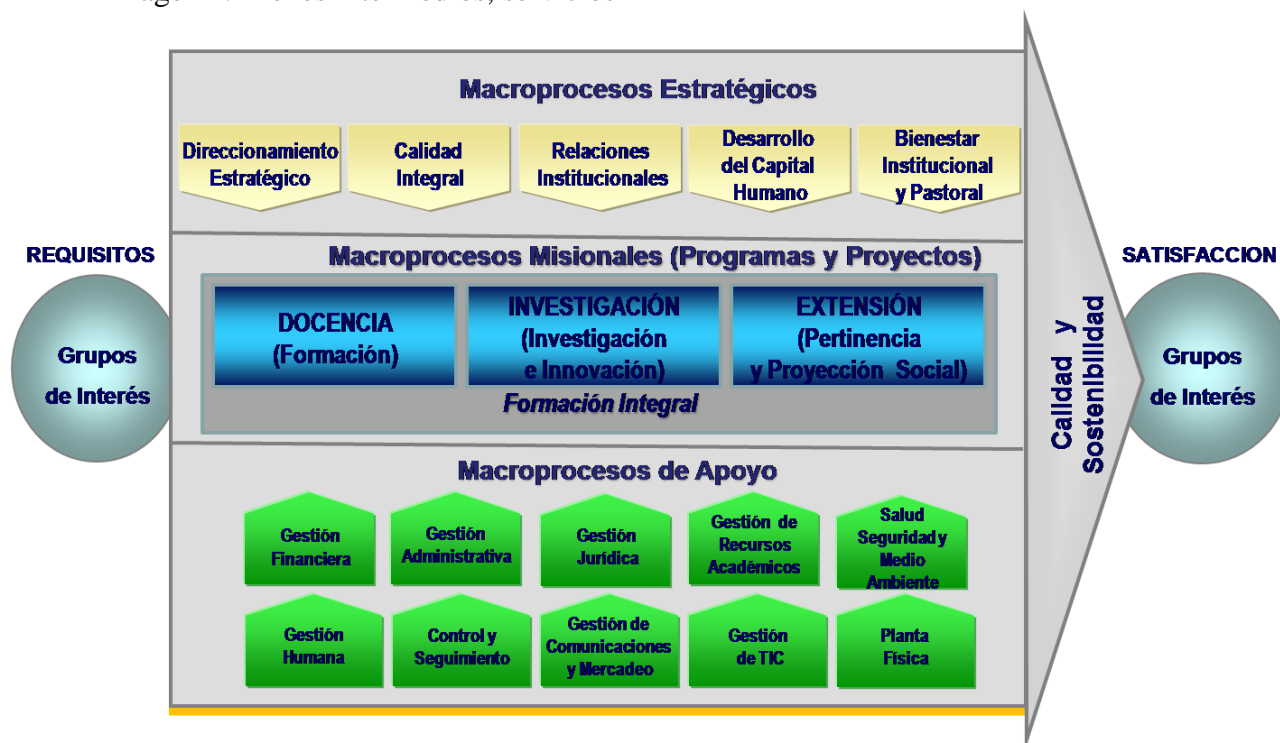 Macroprocesos Estratégicos
Direccionamiento
Estratégico
Calidad
Integral
Relaciones
Institucionales
Desarrollo
del Capital
Humano
Bienestar
Institucional
y Pastoral
REQUISITOS
Grupos
de Interés
Macroprocesos Misionales (Programas y Proyectos)
DOCENCIA
(Formación)
INVESTIGACIÓN
(Investigación
e Innovación)
EXTENSIÓN
(Pertinencia
y Proyección Social)
Formación Integral
Macroprocesos de Apoyo
Gestión
Financiera
Gestión
Administrativa
Gestión
Jurídica
Gestión de
Recursos
Académicos
Salud
Seguridad y
Medio
Ambiente
Gestión
Humana
Control y
Seguimiento
Gestión de
Comunicaciones
y Mercadeo
Gestión
de TIC
Planta
Física
Calidad y
Sostenibilidad
SATISFACCION
Grupos
de Interés